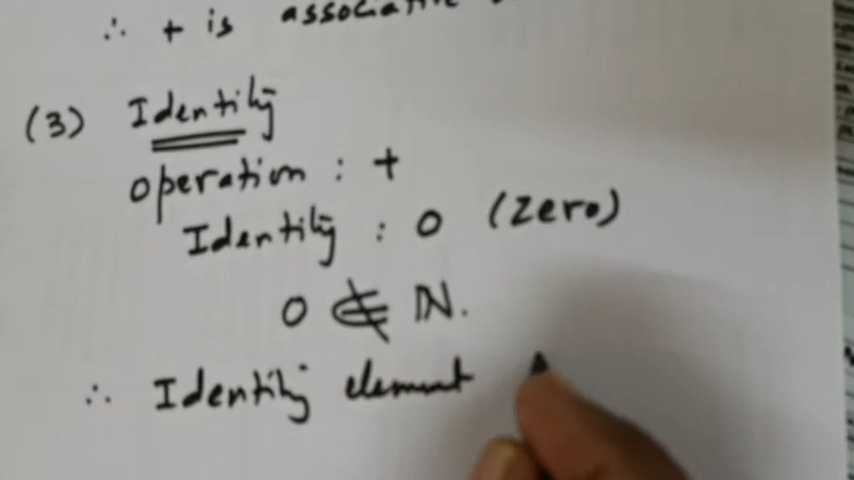 ∴ + is associative
(3) Identity
operation : +
Identity : 0 (Zero)
0 ∉ ℕ.
∴ Identity element